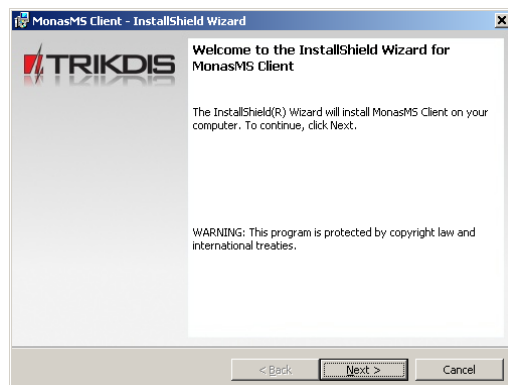 MonasMS Client - InstallShield Wizard
TRIKDIS
Welcome to the InstallShield Wizard for
MonasMS Client
The InstallShield(R) Wizard will install MonasMS Client on your
computer. To continue, click Next.
WARNING: This program is protected by copyright law and
international treaties.
< Back
Next >
Cancel